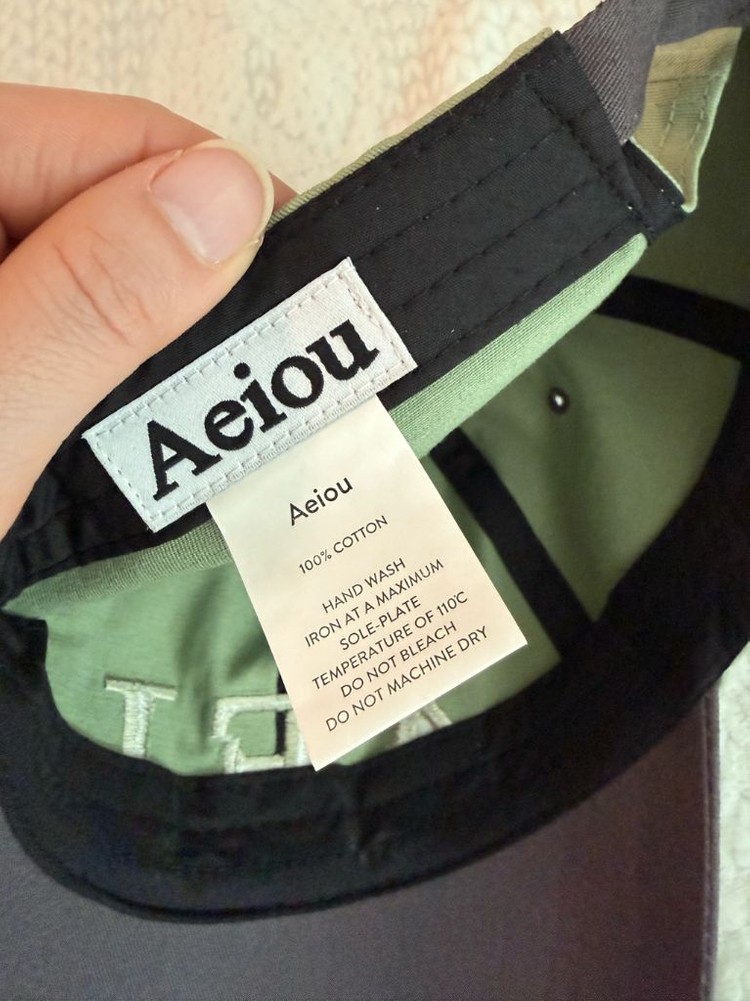 Aeiou
Aeiou
100% COTTON
HAND WASH
IRON AT A MAXIMUM
SOLE-PLATE
TEMPERATURE OF 110°C
DO NOT BLEACH
DO NOT MACHINE DRY